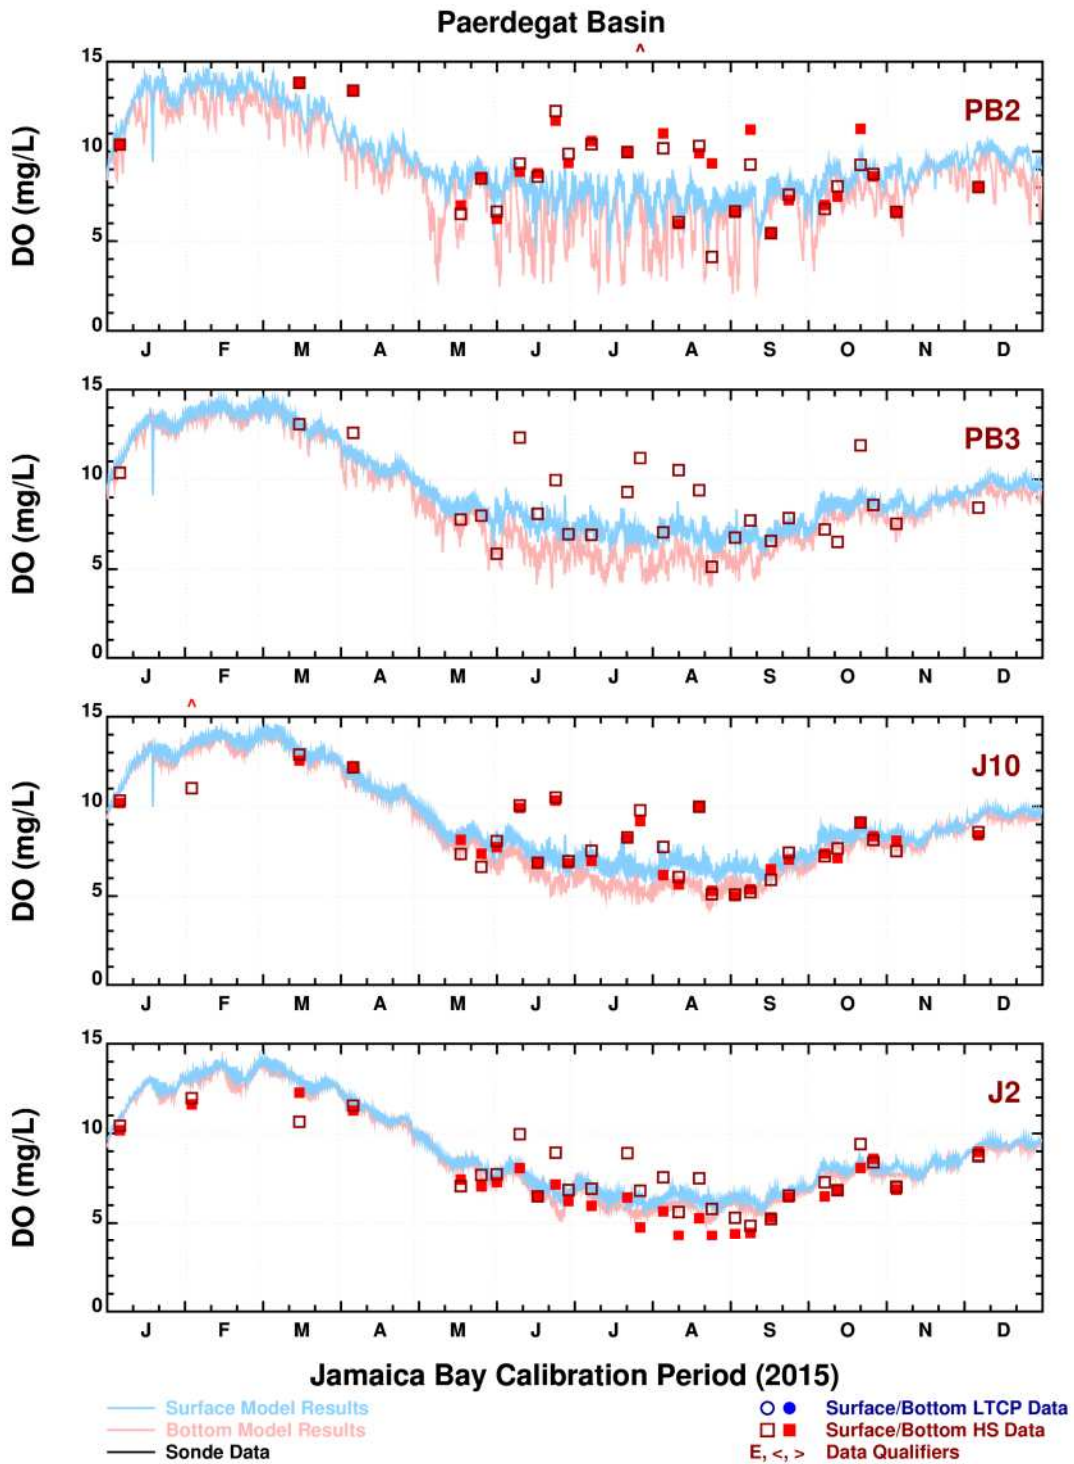 Paerdegat Basin
^
15
10
5
0
DO (mg/L)
PB2
J F M A M J J A S O N D
15
10
5
0
DO (mg/L)
PB3
J F M A M J J A S O N D
^
15
10
5
0
DO (mg/L)
J10
J F M A M J J A S O N D
15
10
5
0
DO (mg/L)
J2
J F M A M J J A S O N D
Jamaica Bay Calibration Period (2015)
Surface Model Results
Surface/Bottom LTCP Data
Bottom Model Results
Surface/Bottom HS Data
Sonde Data
E, <, > Data Qualifiers